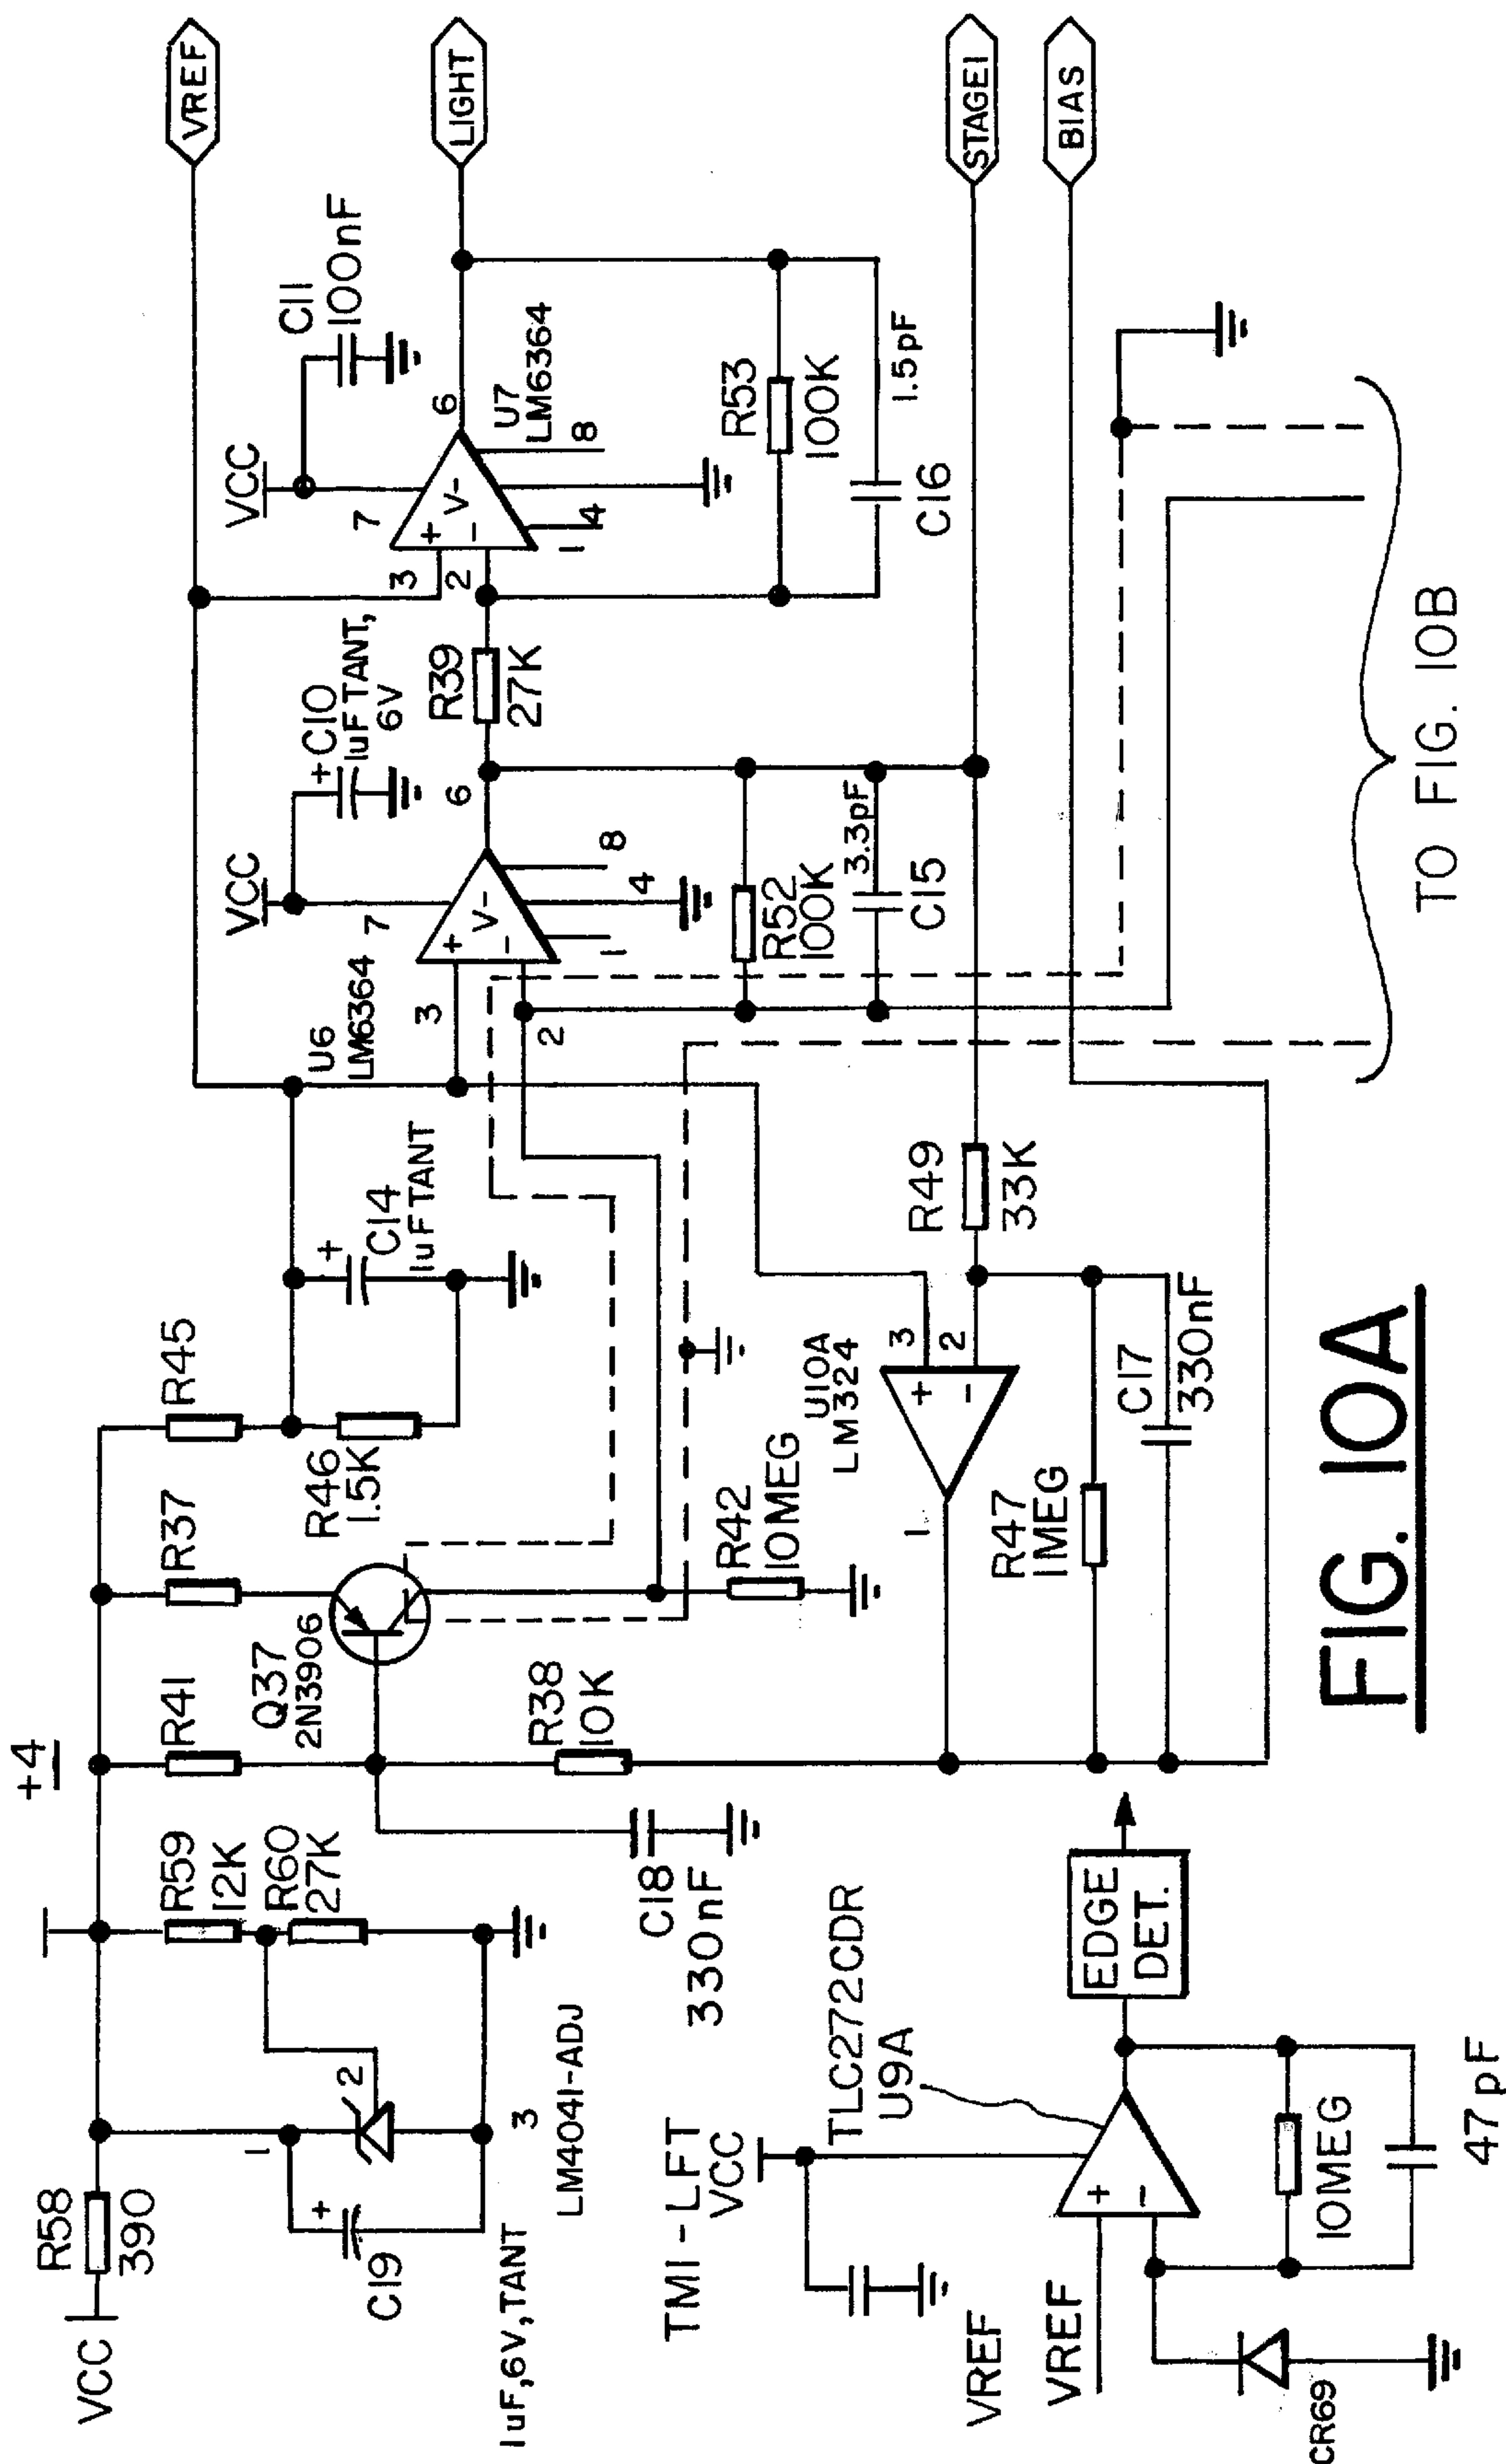 VCC
R58
390
C19
1uF,6V,TANT
1
2
3
LM4041-ADJ
R59
12K
R60
27K
+4
R41
C18
330nF
Q37
2N3906
R38
10K
R37
R42
10MEG
R45
R46
1.5K
+
C14
1uF TANT
U6
LM6364
3
2
+
-
V-
7
6
8
4
1
VCC
+
C10
1uF TANT,
6V
R39
27K
R52
100K
3.3pF
C15
3
2
+
-
V-
7
6
8
4
1
VCC
C11
100nF
U7
LM6364
R53
100K
1.5pF
C16
VREF
LIGHT
STAGE1
BIAS
U10A
LM324
1
3
2
+
-
R49
33K
R47
1MEG
C17
330nF
TO FIG. 10B
TM1-LFT
VCC
TLC272CDR
U9A
VREF
VREF
+
-
CR69
10MEG
47pF
EDGE
DET.
FIG. 10A